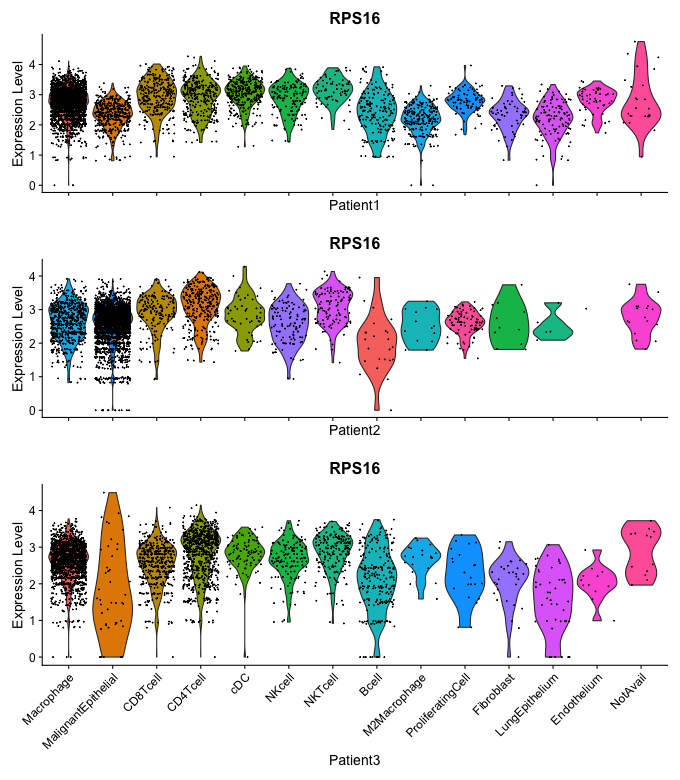 RPS16
Expression Level
4
3
2
1
0
Patient1
RPS16
Expression Level
4
3
2
1
0
Patient2
RPS16
Expression Level
4
3
2
1
0
Macrophage
MalignantEpithelial
CD8Tcell
CD4Tcell
cDC
NKcell
NKTcell
Bcell
M2Macrophage
ProliferatingCell
Fibroblast
LungEpithelium
Endothelium
NotAvail
Patient3